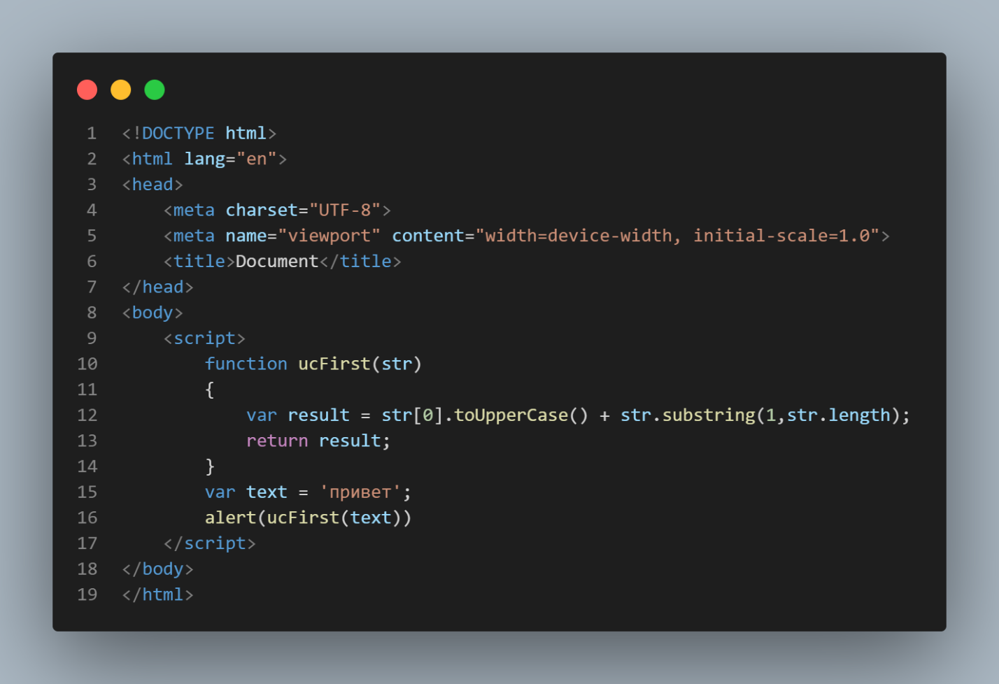 1 <!DOCTYPE html>
2 <html lang="en">
3 <head>
4     <meta charset="UTF-8">
5     <meta name="viewport" content="width=device-width, initial-scale=1.0">
6     <title>Document</title>
7 </head>
8 <body>
9     <script>
10         function ucFirst(str)
11         {
12             var result = str[0].toUpperCase() + str.substring(1,str.length);
13             return result;
14         }
15         var text = 'привет';
16         alert(ucFirst(text))
17     </script>
18 </body>
19 </html>